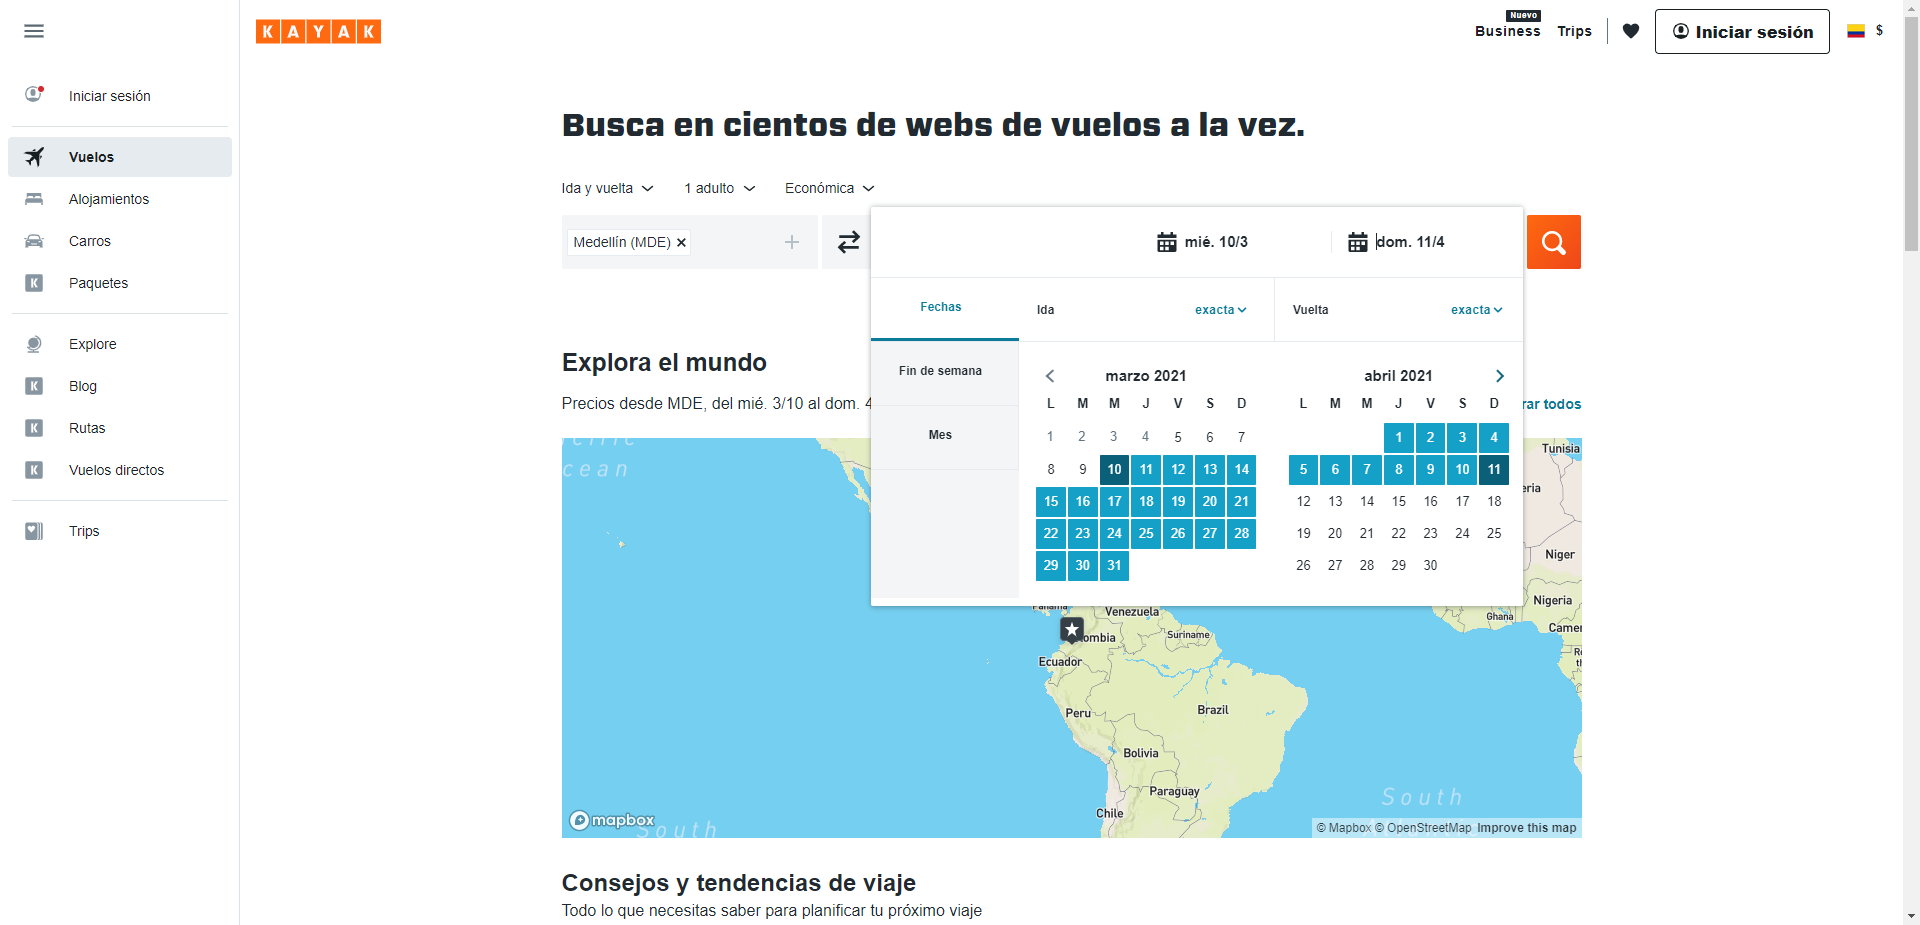 KAYAK
Nuevo
Business
Trips
Iniciar sesión
$
Iniciar sesión
Vuelos
Alojamientos
Carros
Paquetes
Explore
Blog
Rutas
Vuelos directos
Trips
Busca en cientos de webs de vuelos a la vez.
Ida y vuelta
1 adulto
Económica
Medellín (MDE)
mié. 10/3
dom. 11/4
Fechas
Ida
exacta
Vuelta
exacta
Fin de semana
Mes
marzo 2021
L M M J V S D
1 2 3 4 5 6 7
8 9 10 11 12 13 14
15 16 17 18 19 20 21
22 23 24 25 26 27 28
29 30 31
abril 2021
L M M J V S D
1 2 3 4
5 6 7 8 9 10 11
12 13 14 15 16 17 18
19 20 21 22 23 24 25
26 27 28 29 30
Explora el mundo
Precios desde MDE, del mié. 3/10 al dom. 4
rar todos
cean
Tunisia
eria
Niger
Nigeria
Ghana
Camer
Panama
Venezuela
ombia
Suriname
Ecuador
Peru
Brazil
Bolivia
Paraguay
Chile
South
South
mapbox
© Mapbox © OpenStreetMap Improve this map
Consejos y tendencias de viaje
Todo lo que necesitas saber para planificar tu próximo viaje